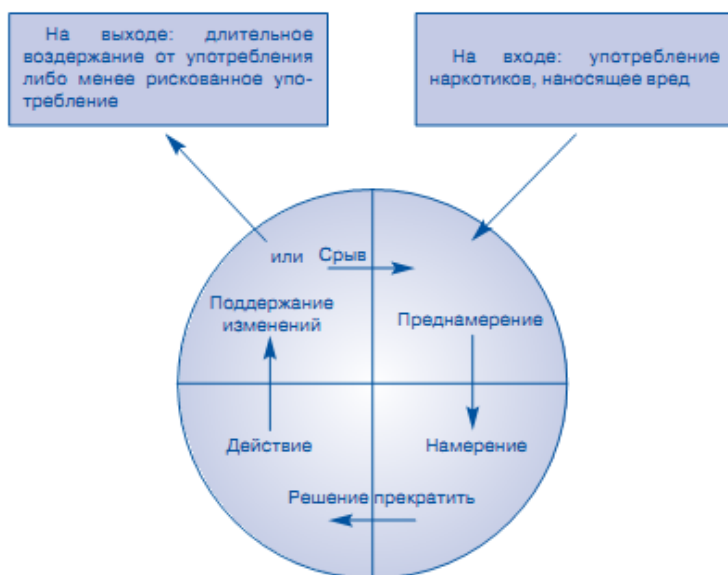 На выходе: длительное
воздержание от употребления
либо менее рискованное упо-
требление
На входе: употребление
наркотиков, наносящее вред
или Срыв
Поддержание
изменений
Преднамерение
Действие
Намерение
Решение прекратить